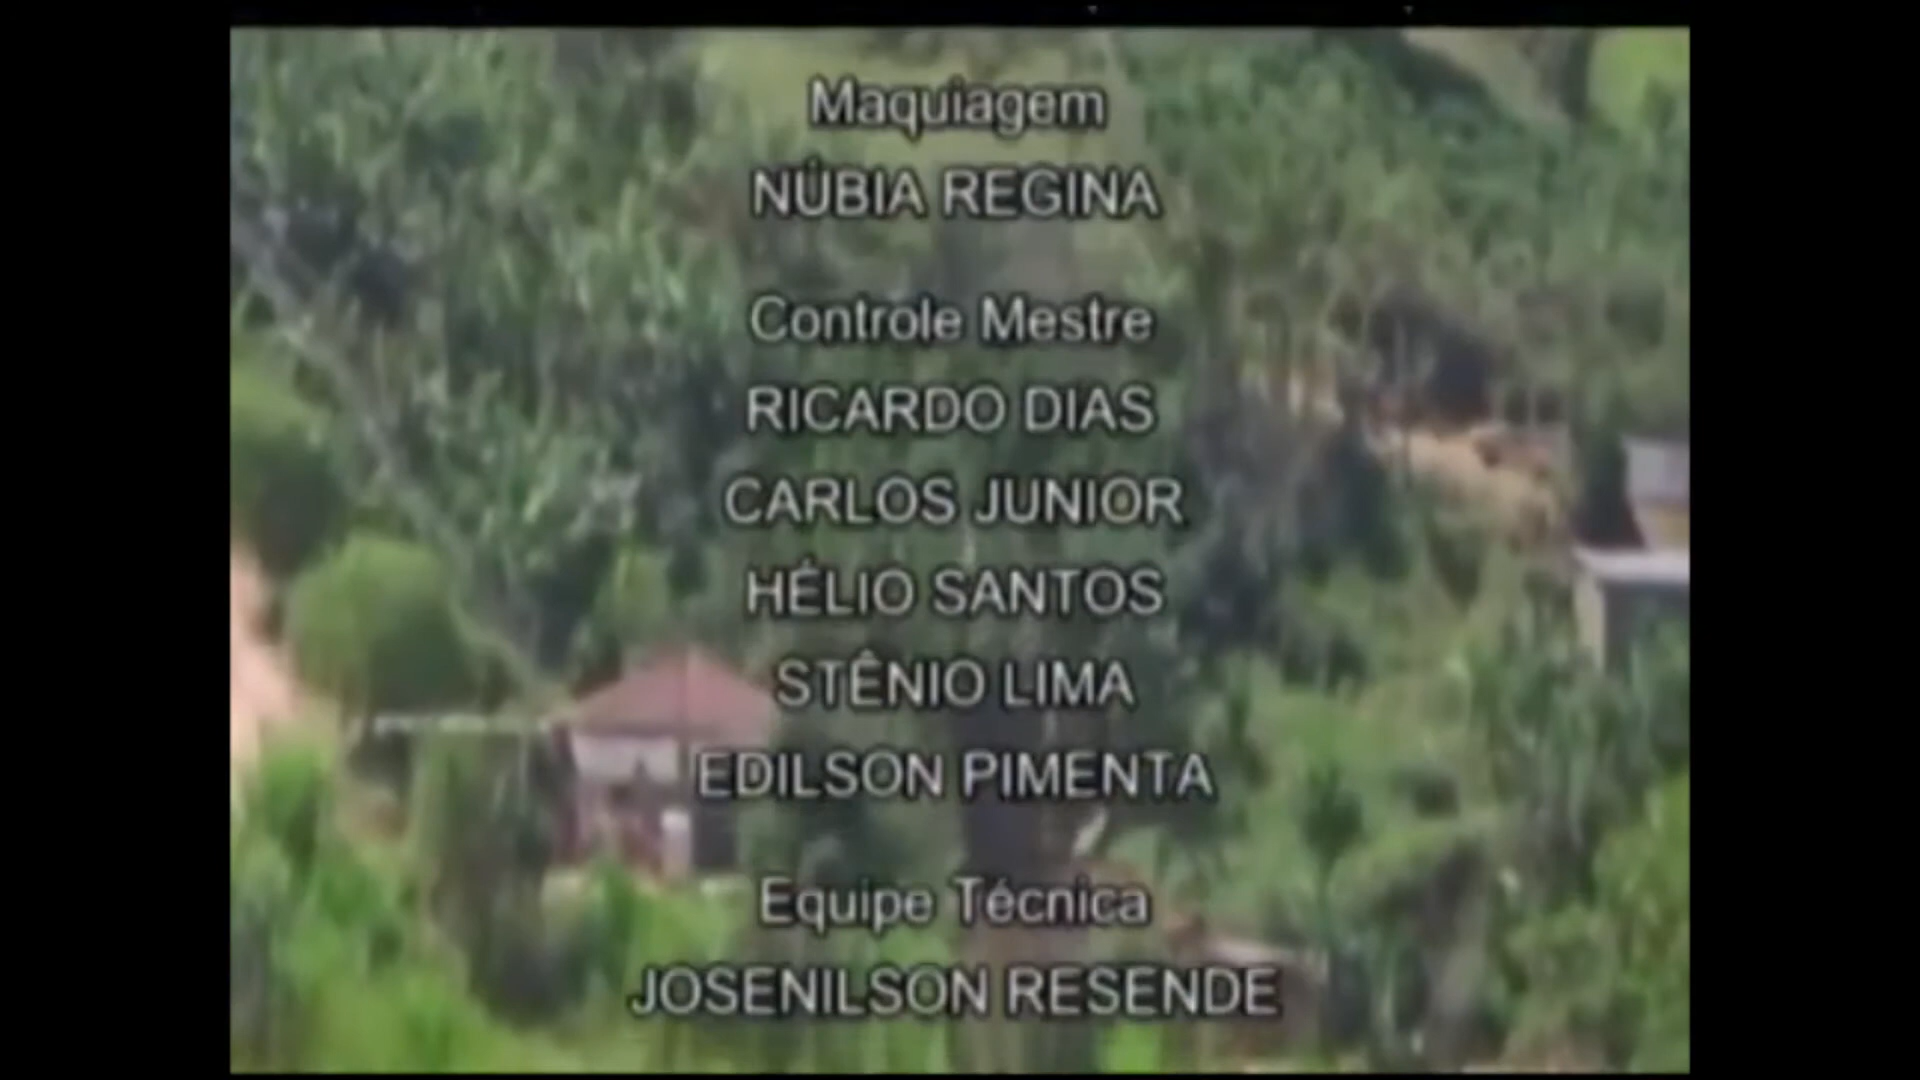 Maquiagem
NÚBIA REGINA
Controle Mestre
RICARDO DIAS
CARLOS JUNIOR
HÉLIO SANTOS
STÊNIO LIMA
EDILSON PIMENTA
Equipe Técnica
JOSENILSON RESENDE